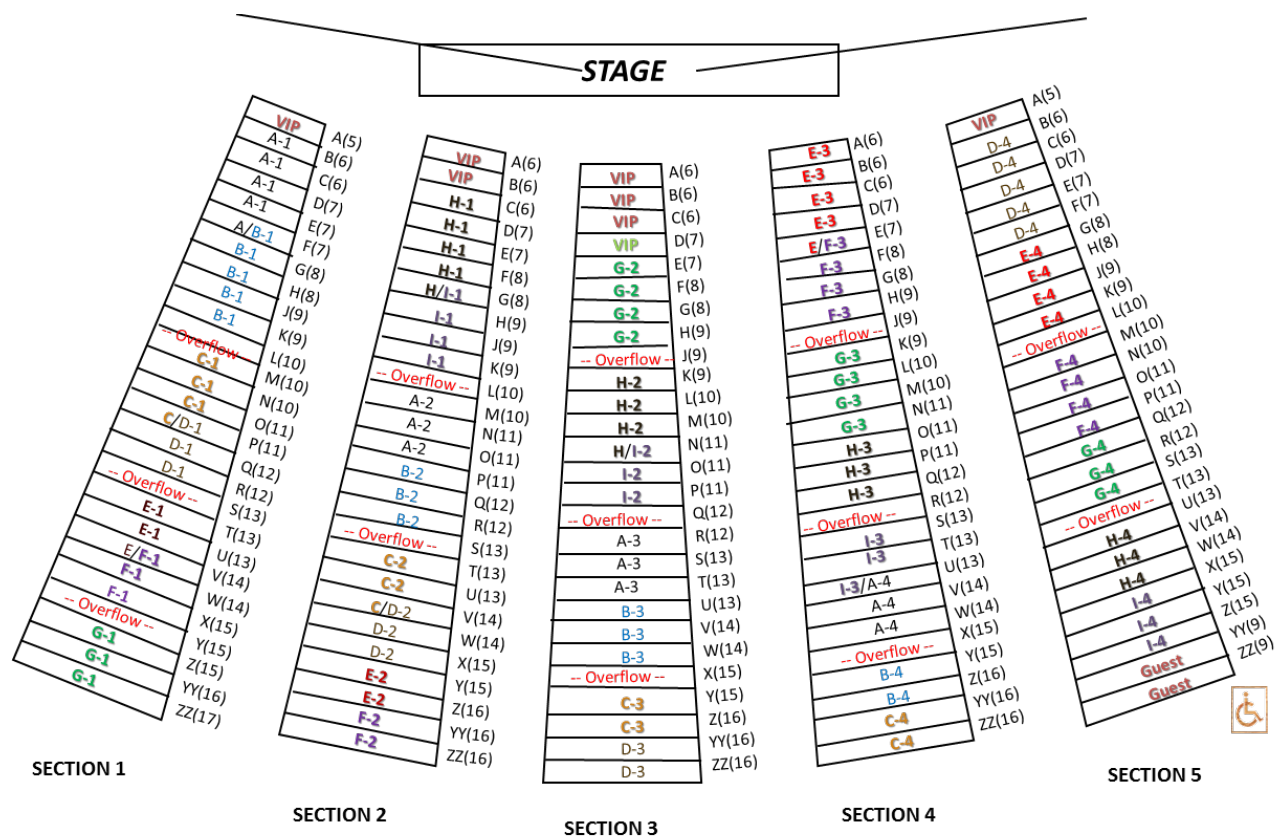 STAGE
VIP
A-1
A-1
A-1
A-1
A/B-1
B-1
B-1
B-1
B-1
-- Overflow
C-1
C-1
C-1
C/D-1
D-1
D-1
-- Overflow --
E-1
E-1
E/F-1
F-1
F-1
-- Overflow --
G-1
G-1
G-1
A(5)
B(6)
C(6)
D(7)
E(7)
F(7)
G(8)
H(8)
J(9)
K(9)
L(10)
M(10)
N(10)
O(11)
P(11)
Q(12)
R(12)
S(13)
T(13)
U(13)
V(14)
W(14)
X(15)
Y(15)
Z(15)
YY(16)
ZZ(17)
SECTION 1
VIP
VIP
H-1
H-1
H-1
H-1
H/I-1
I-1
I-1
I-1
-- Overflow --
A-2
A-2
A-2
B-2
B-2
B-2
-- Overflow --
C-2
C-2
C/D-2
D-2
D-2
E-2
E-2
F-2
F-2
A(6)
B(6)
C(6)
D(7)
E(7)
F(8)
G(8)
H(9)
J(9)
K(9)
L(10)
M(10)
N(11)
O(11)
P(11)
Q(12)
R(12)
S(13)
T(13)
U(13)
V(14)
W(14)
X(15)
Y(15)
Z(16)
YY(16)
ZZ(16)
SECTION 2
VIP
VIP
VIP
VIP
G-2
G-2
G-2
G-2
-- Overflow --
H-2
H-2
H-2
H/I-2
I-2
I-2
-- Overflow --
A-3
A-3
A-3
B-3
B-3
B-3
-- Overflow --
C-3
C-3
D-3
D-3
A(6)
B(6)
C(6)
D(7)
E(7)
F(8)
G(8)
H(9)
J(9)
K(9)
L(10)
M(10)
N(11)
O(11)
P(11)
Q(12)
R(12)
S(13)
T(13)
U(13)
V(14)
W(14)
X(15)
Y(15)
Z(16)
YY(16)
ZZ(16)
SECTION 3
E-3
E-3
E-3
E-3
E/F-3
F-3
F-3
F-3
-- Overflow --
G-3
G-3
G-3
G-3
H-3
H-3
H-3
-- Overflow --
I-3
I-3
I-3/A-4
A-4
A-4
-- Overflow --
B-4
B-4
C-4
C-4
A(6)
B(6)
C(6)
D(7)
E(7)
F(8)
G(8)
H(9)
J(9)
K(9)
L(10)
M(10)
N(11)
O(11)
P(11)
Q(12)
R(12)
S(13)
T(13)
U(13)
V(14)
W(14)
X(15)
Y(15)
Z(16)
YY(16)
ZZ(16)
SECTION 4
VIP
D-4
D-4
D-4
D-4
D-4
E-4
E-4
E-4
E-4
-- Overflow --
F-4
F-4
F-4
F-4
G-4
G-4
G-4
-- Overflow --
H-4
H-4
H-4
I-4
I-4
I-4
Guest
Guest
A(5)
B(6)
C(6)
D(7)
E(7)
F(7)
G(8)
H(8)
J(9)
K(9)
L(10)
M(10)
N(10)
O(11)
P(11)
Q(12)
R(12)
S(13)
T(13)
U(13)
V(14)
W(14)
X(15)
Y(15)
Z(15)
YY(9)
ZZ(9)
SECTION 5